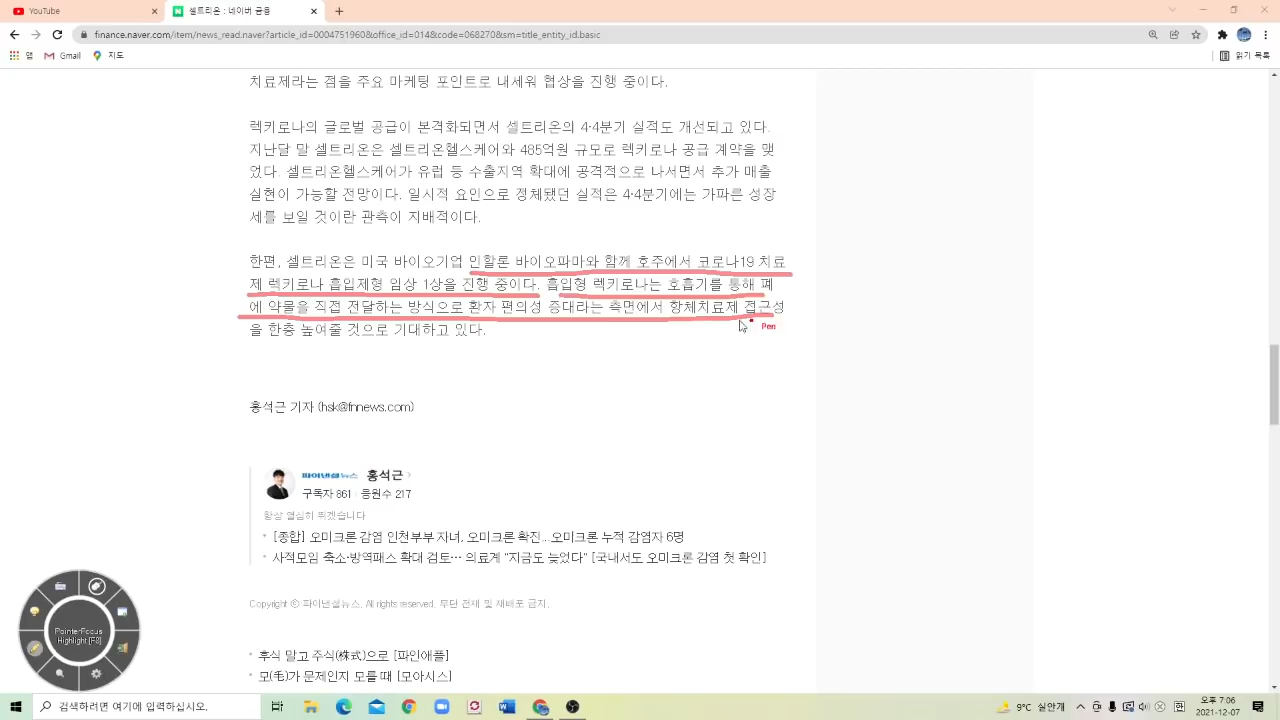 YouTube
셀트리온 : 네이버 금융
finance.naver.com/item/news_read.naver?article_id=0004751960&office_id=014&code=068270&sm=title_entity_id.basic
앱 Gmail 지도 읽기 목록
치료제라는 점을 주요 마케팅 포인트로 내세워 협상을 진행 중이다.
렉키로나의 글로벌 공급이 본격화되면서 셀트리온의 4·4분기 실적도 개선되고 있다.
지난달 말 셀트리온은 셀트리온헬스케어와 485억원 규모로 렉키로나 공급 계약을 맺
었다. 셀트리온헬스케어가 유럽 등 수출지역 확대에 공격적으로 나서면서 추가 매출
실현이 가능할 전망이다. 일시적 요인으로 정체됐던 실적은 4·4분기에는 가파른 성장
세를 보일 것이란 관측이 지배적이다.
한편, 셀트리온은 미국 바이오기업 인할론 바이오파마와 함께 호주에서 코로나19 치료
제 렉키로나 흡입제형 임상 1상을 진행 중이다. 흡입형 렉키로나는 호흡기를 통해 폐
에 약물을 직접 전달하는 방식으로 환자 편의성 증대라는 측면에서 항체치료제 접근성
을 한층 높여줄 것으로 기대하고 있다.
Pen
홍석근 기자 (hsk@fnnews.com)
파이낸셜뉴스 홍석근
구독자 861 · 응원수 217
항상 열심히 뛰겠습니다
[종합] 오미크론 감염 인천부부 자녀, 오미크론 확진.. 오미크론 누적 감염자 6명
사적모임 축소·방역패스 확대 검토… 의료계 "지금도 늦었다" [국내서도 오미크론 감염 첫 확인]
Copyright ⓒ 파이낸셜뉴스. All rights reserved. 무단 전재 및 재배포 금지.
후식 말고 주식(株式)으로 [파인애플]
모(毛)가 문제인지 모를 때 [모아시스]
PointerFocus
Highlight [F8]
검색하려면 여기에 입력하십시오.
9°C 실안개
오후 7:06
2021-12-07